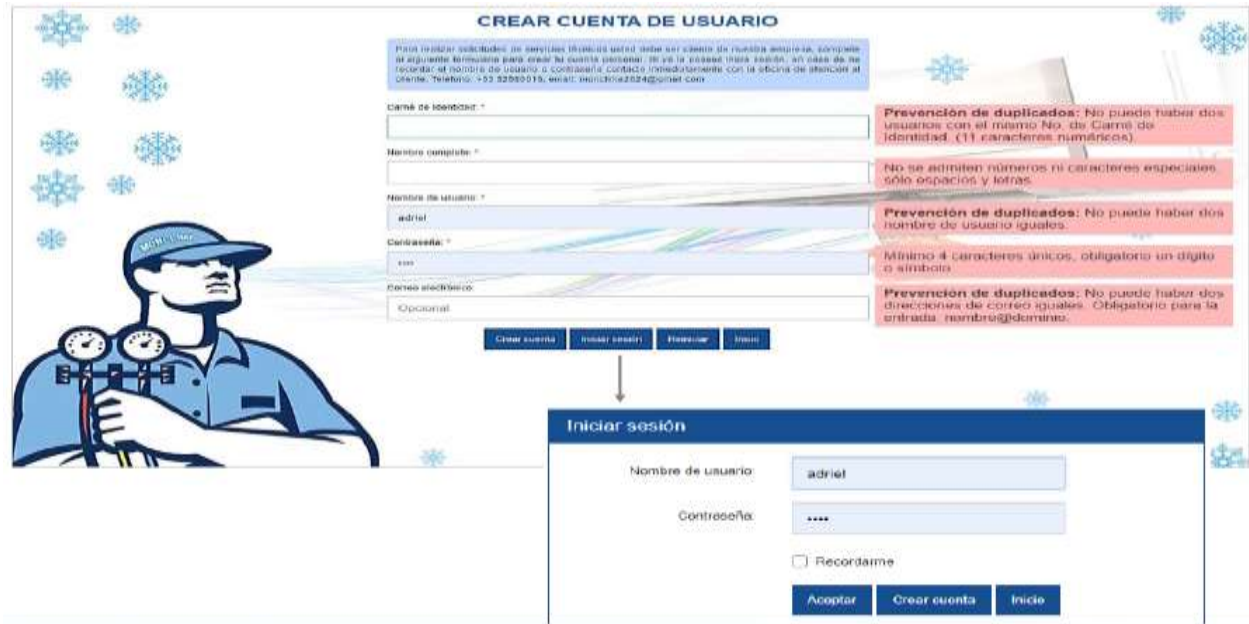 CREAR CUENTA DE USUARIO
Para realizar solicitudes de servicios técnicos usted debe ser cliente de nuestra empresa, complete
el siguiente formulario para crear tu cuenta personal. Si ya la posees inicia sesión, en caso de no
recordar el nombre de usuario o contraseña contacte inmediatamente con la oficina de atención al
cliente. Teléfono: +53
Carné de Identidad: *
Prevención de duplicados: No puede haber dos
usuarios con el mismo No. de Carné de
Identidad. (11 caracteres numéricos).
Nombre completo: *
No se admiten números ni caracteres especiales,
sólo espacios y letras.
Nombre de usuario: *
adriel
Prevención de duplicados: No puede haber dos
nombre de usuario iguales.
Contraseña: *
Mínimo 4 caracteres únicos, obligatorio un dígito
o símbolo.
Correo electrónico:
Opcional
Prevención de duplicados: No puede haber dos
direcciones de correo iguales. Obligatorio para la
entrada: nombre@dominio.
Crear cuenta Iniciar sesión Reiniciar Inicio
Iniciar sesión
Nombre de usuario: adriel
Contraseña: ••••
Recordarme
Aceptar Crear cuenta Inicio